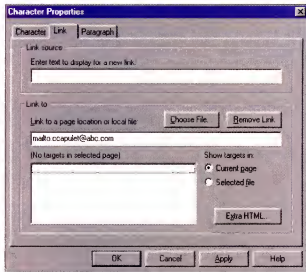 Character Properties
Character Link Paragraph
Link source
Enter text to display for a new link:
Link to
Link to a page location or local file: Choose File. Remove Link
mailto:ccapulet@abc.com
(No targets in selected page) Show targets in:
Current page
Selected file
Extra HTML...
OK Cancel Apply Help